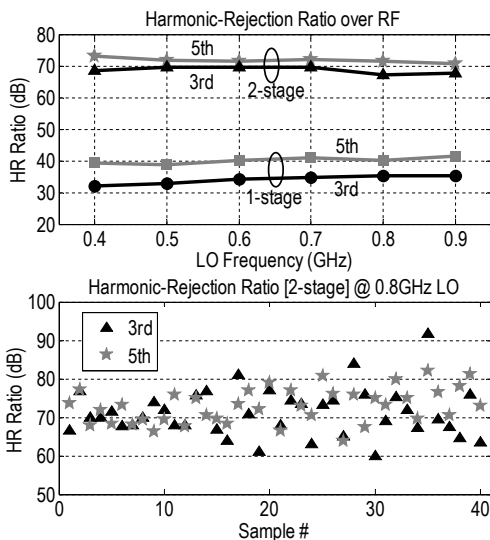 Harmonic-Rejection Ratio over RF
HR Ratio (dB)
80
70
60
50
40
30
20
5th
3rd
2-stage
5th
1-stage
3rd
0.4 0.5 0.6 0.7 0.8 0.9
LO Frequency (GHz)
Harmonic-Rejection Ratio [2-stage] @ 0.8GHz LO
HR Ratio (dB)
100
90
80
70
60
50
3rd
5th
0 10 20 30 40
Sample #